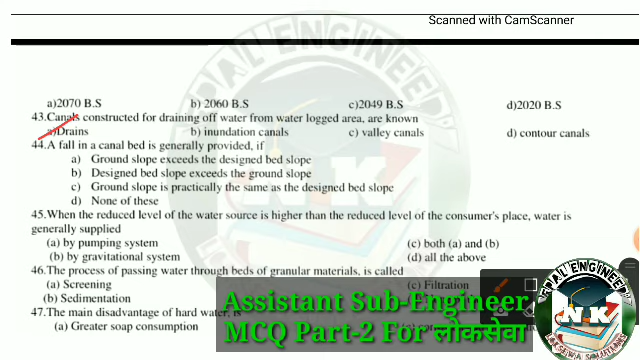 Scanned with CamScanner
a)2070 B.S b) 2060 B.S c)2049 B.S d)2020 B.S
43.Canals constructed for draining off water from water logged area, are known
a)Drains b) inundation canals c) valley canals d) contour canals
44.A fall in a canal bed is generally provided, if
a) Ground slope exceeds the designed bed slope
b) Designed bed slope exceeds the ground slope
c) Ground slope is practically the same as the designed bed slope
d) None of these
45.When the reduced level of the water source is higher than the reduced level of the consumer's place, water is
generally supplied
(a) by pumping system (c) both (a) and (b)
(b) by gravitational system (d) all the above
46.The process of passing water through beds of granular materials, is called
(a) Screening (c) Filtration
(b) Sedimentation
47.The main disadvantage of hard water, is
(a) Greater soap consumption
Assistant Sub-Engineer
MCQ Part-2 For लोकसेवा
NK